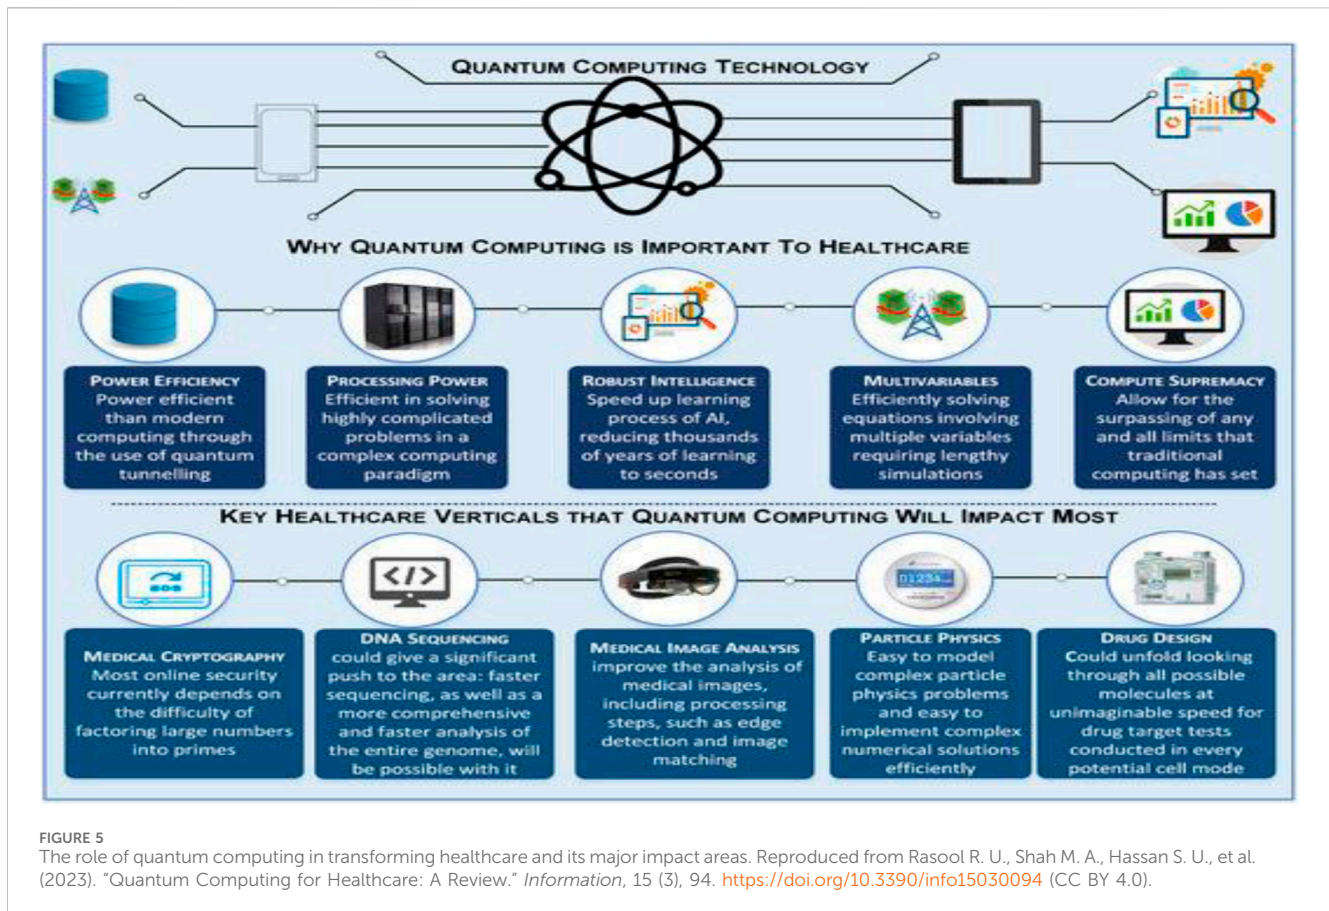 QUANTUM COMPUTING TECHNOLOGY
WHY QUANTUM COMPUTING IS IMPORTANT TO HEALTHCARE
POWER EFFICIENCY
Power efficient
than modern
computing through
the use of quantum
tunnelling
PROCESSING POWER
Efficient in solving
highly complicated
problems in a
complex computing
paradigm
ROBUST INTELLIGENCE
Speed up learning
process of AI,
reducing thousands
of years of learning
to seconds
MULTIVARIABLES
Efficiently solving
equations involving
multiple variables
requiring lengthy
simulations
COMPUTE SUPREMACY
Allow for the
surpassing of any
and all limits that
traditional
computing has set
KEY HEALTHCARE VERTICALS THAT QUANTUM COMPUTING WILL IMPACT MOST
</>
01234
MEDICAL CRYPTOGRAPHY
Most online security
currently depends on
the difficulty of
factoring large numbers
into primes
DNA SEQUENCING
could give a significant
push to the area: faster
sequencing, as well as a
more comprehensive
and faster analysis of
the entire genome, will
be possible with it
MEDICAL IMAGE ANALYSIS
improve the analysis of
medical images,
including processing
steps, such as edge
detection and image
matching
PARTICLE PHYSICS
Easy to model
complex particle
physics problems
and easy to
implement complex
numerical solutions
efficiently
DRUG DESIGN
Could unfold looking
through all possible
molecules at
unimaginable speed for
drug target tests
conducted in every
potential cell mode
FIGURE 5
The role of quantum computing in transforming healthcare and its major impact areas. Reproduced from Rasool R. U., Shah M. A., Hassan S. U., et al.
(2023). “Quantum Computing for Healthcare: A Review.” Information, 15 (3), 94. https://doi.org/10.3390/info15030094 (CC BY 4.0).